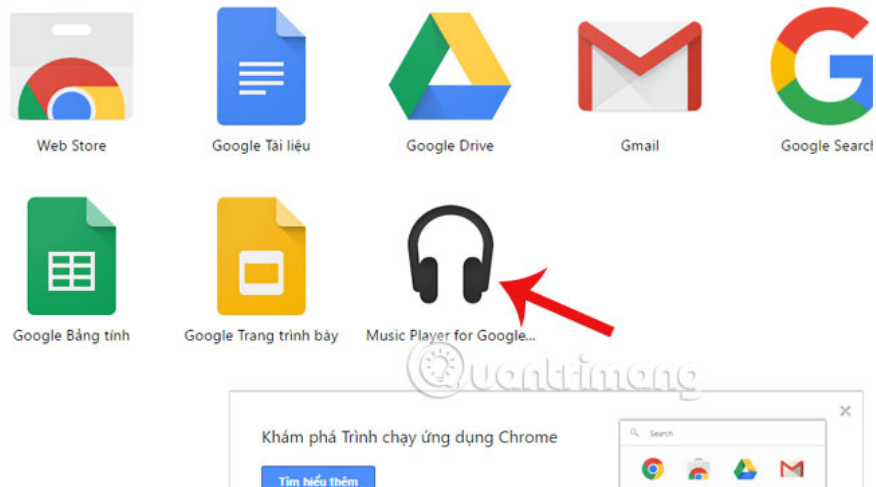 Web Store
Google Tài liệu
Google Drive
Gmail
Google Search
Google Bảng tính
Google Trang trình bày
Music Player for Google...
Quantrimang
Khám phá Trình chạy ứng dụng Chrome
Search
Tìm hiểu thêm